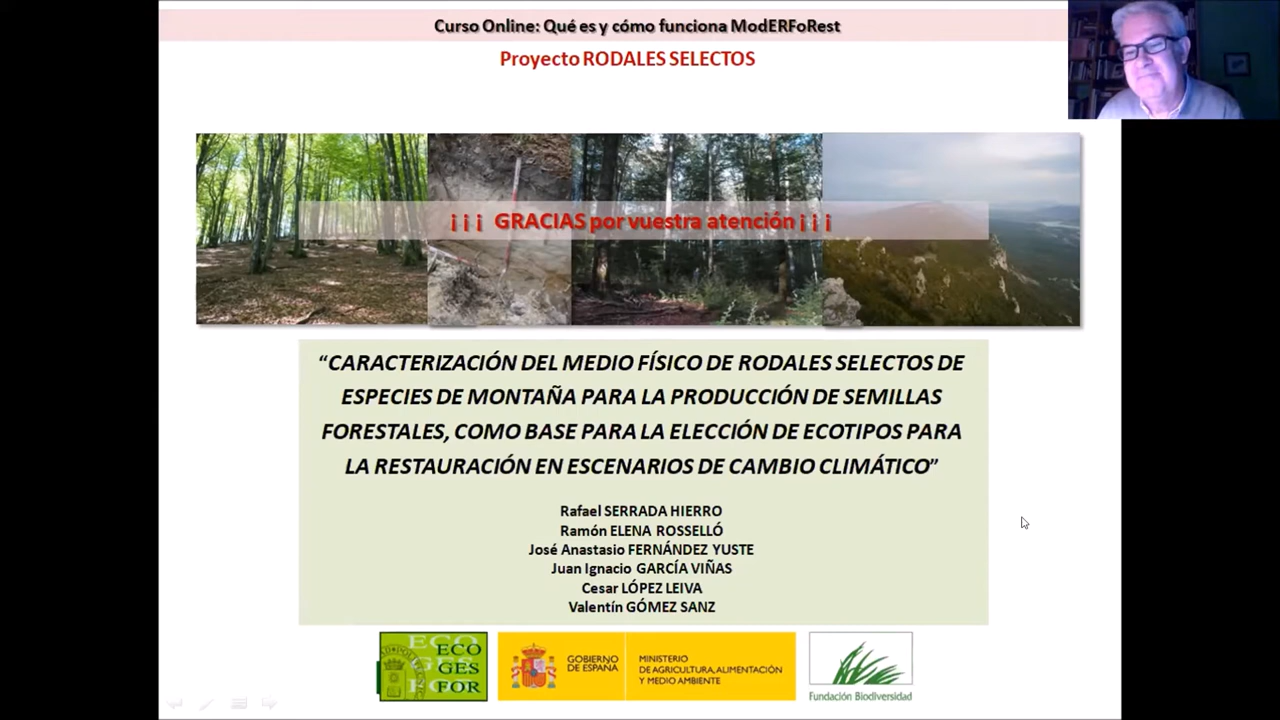 Curso Online: Qué es y cómo funciona ModERFoRest
Proyecto RODALES SELECTOS
¡ ¡ ¡ GRACIAS por vuestra atención ¡ ¡ ¡
“CARACTERIZACIÓN DEL MEDIO FÍSICO DE RODALES SELECTOS DE
ESPECIES DE MONTAÑA PARA LA PRODUCCIÓN DE SEMILLAS
FORESTALES, COMO BASE PARA LA ELECCIÓN DE ECOTIPOS PARA
LA RESTAURACIÓN EN ESCENARIOS DE CAMBIO CLIMÁTICO”
Rafael SERRADA HIERRO
Ramón ELENA ROSSELLÓ
José Anastasio FERNÁNDEZ YUSTE
Juan Ignacio GARCÍA VIÑAS
Cesar LÓPEZ LEIVA
Valentín GÓMEZ SANZ
ECO
GES
FOR
GOBIERNO
DE ESPAÑA
MINISTERIO
DE AGRICULTURA, ALIMENTACIÓN
Y MEDIO AMBIENTE
Fundación Biodiversidad